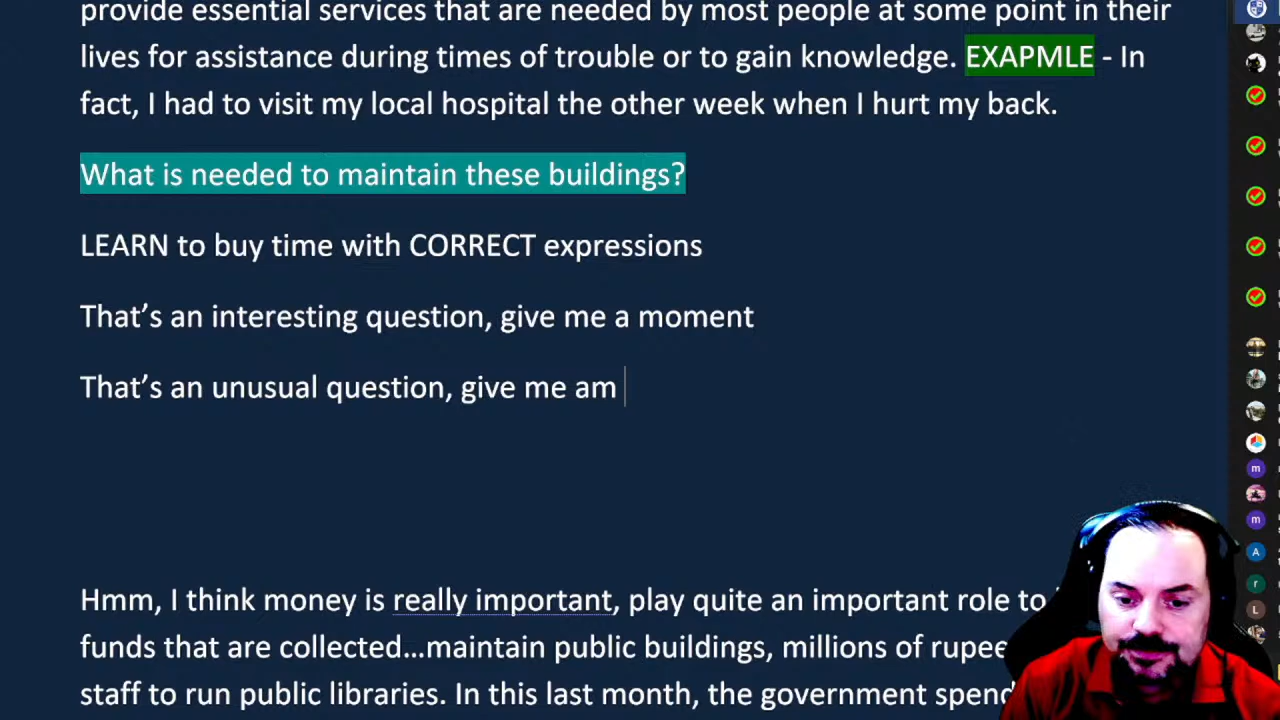 provide essential services that are needed by most people at some point in their
lives for assistance during times of trouble or to gain knowledge. EXAPMLE - In
fact, I had to visit my local hospital the other week when I hurt my back.
What is needed to maintain these buildings?
LEARN to buy time with CORRECT expressions
That’s an interesting question, give me a moment
That’s an unusual question, give me am
Hmm, I think money is really important, play quite an important role to
funds that are collected...maintain public buildings, millions of rupee
staff to run public libraries. In this last month, the government spend
m
m
A
r
L